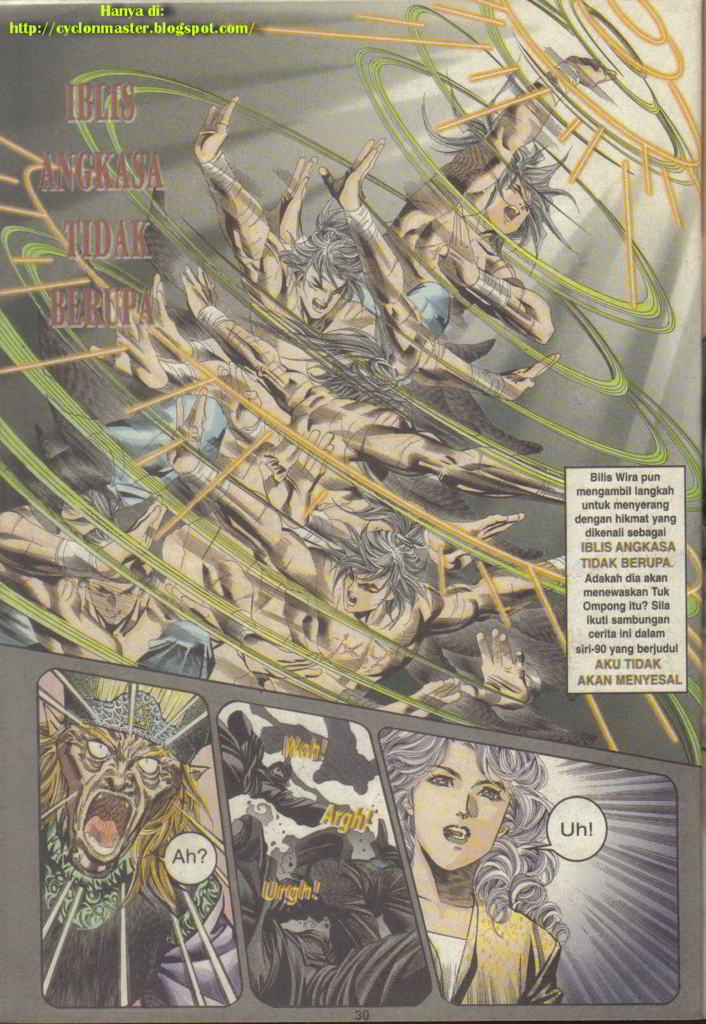 Hanya di:
http://cyclonmaster.blogspot.com/
IBLIS
ANGKASA
TIDAK
BERUPA
Bilis Wira pun
mengambil langkah
untuk menyerang
dengan hikmat yang
dikenali sebagai
IBLIS ANGKASA
TIDAK BERUPA.
Adakah dia akan
menewaskan Tuk
Ompong itu? Sila
ikuti sambungan
cerita ini dalam
siri-90 yang berjudul
AKU TIDAK
AKAN MENYESAL
Ah?
Wah!
Argh!
Urgh!
Uh!
30